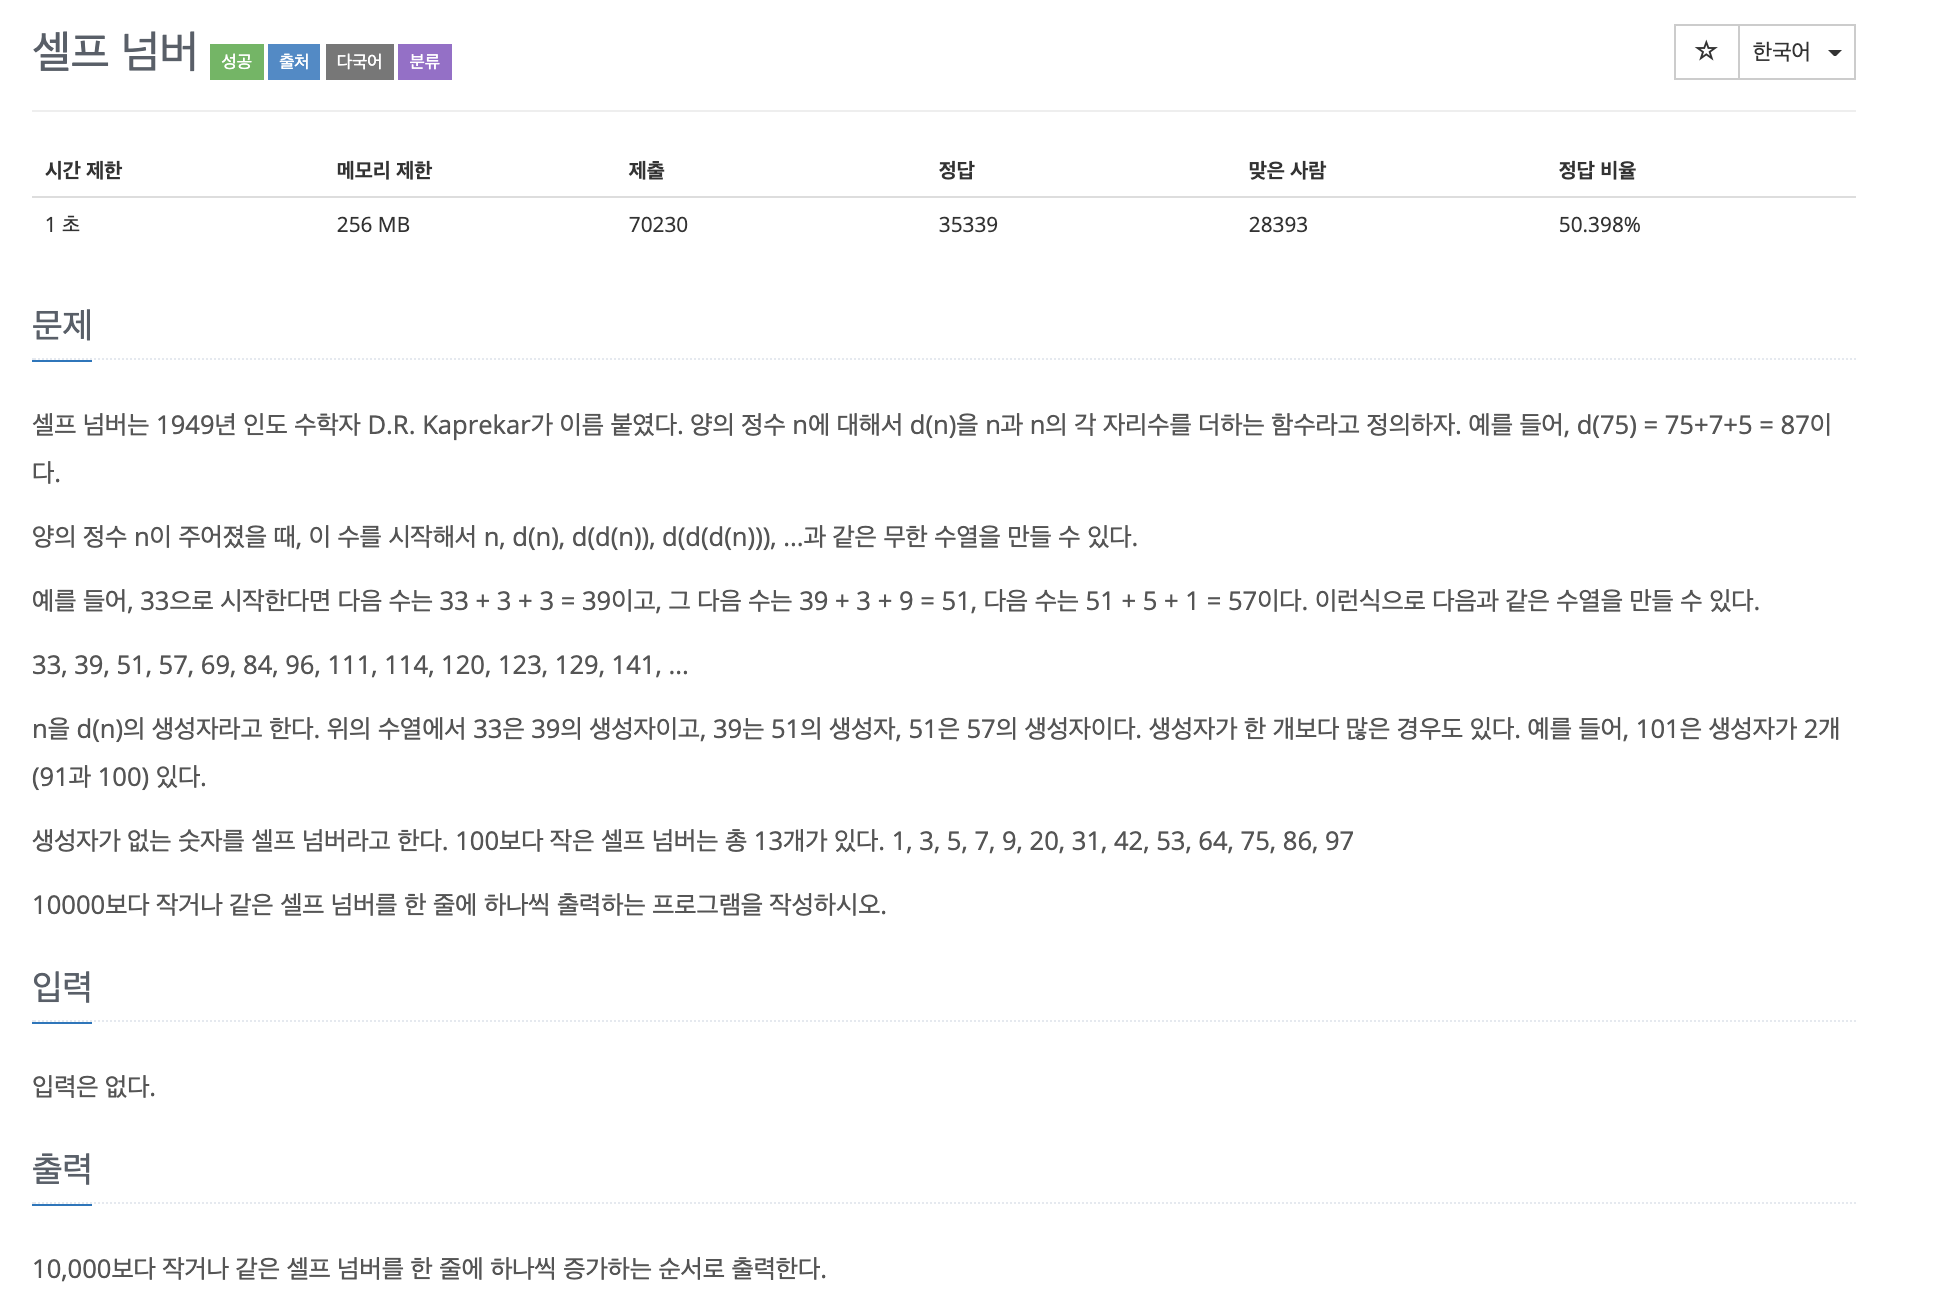 셀프 넘버 성공 출처 다국어 분류
☆ 한국어
시간 제한 메모리 제한 제출 정답 맞은 사람 정답 비율
1 초 256 MB 70230 35339 28393 50.398%
문제
셀프 넘버는 1949년 인도 수학자 D.R. Kaprekar가 이름 붙였다. 양의 정수 n에 대해서 d(n)을 n과 n의 각 자리수를 더하는 함수라고 정의하자. 예를 들어, d(75) = 75+7+5 = 87이
다.
양의 정수 n이 주어졌을 때, 이 수를 시작해서 n, d(n), d(d(n)), d(d(d(n))), ...과 같은 무한 수열을 만들 수 있다.
예를 들어, 33으로 시작한다면 다음 수는 33 + 3 + 3 = 39이고, 그 다음 수는 39 + 3 + 9 = 51, 다음 수는 51 + 5 + 1 = 57이다. 이런식으로 다음과 같은 수열을 만들 수 있다.
33, 39, 51, 57, 69, 84, 96, 111, 114, 120, 123, 129, 141, ...
n을 d(n)의 생성자라고 한다. 위의 수열에서 33은 39의 생성자이고, 39는 51의 생성자, 51은 57의 생성자이다. 생성자가 한 개보다 많은 경우도 있다. 예를 들어, 101은 생성자가 2개
(91과 100) 있다.
생성자가 없는 숫자를 셀프 넘버라고 한다. 100보다 작은 셀프 넘버는 총 13개가 있다. 1, 3, 5, 7, 9, 20, 31, 42, 53, 64, 75, 86, 97
10000보다 작거나 같은 셀프 넘버를 한 줄에 하나씩 출력하는 프로그램을 작성하시오.
입력
입력은 없다.
출력
10,000보다 작거나 같은 셀프 넘버를 한 줄에 하나씩 증가하는 순서로 출력한다.